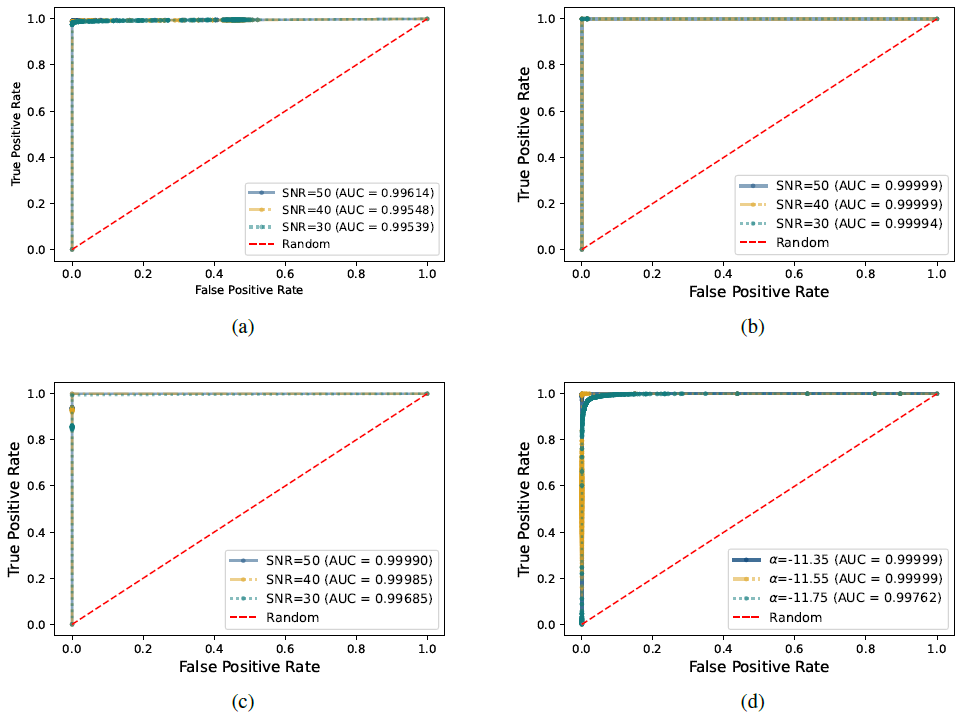 1.0
0.8
0.6
0.4
0.2
0.0
True Positive Rate
SNR=50 (AUC = 0.99614)
SNR=40 (AUC = 0.99548)
SNR=30 (AUC = 0.99539)
Random
0.0 0.2 0.4 0.6 0.8 1.0
False Positive Rate
(a)
1.0
0.8
0.6
0.4
0.2
0.0
True Positive Rate
SNR=50 (AUC = 0.99999)
SNR=40 (AUC = 0.99999)
SNR=30 (AUC = 0.99994)
Random
0.0 0.2 0.4 0.6 0.8 1.0
False Positive Rate
(b)
1.0
0.8
0.6
0.4
0.2
0.0
True Positive Rate
SNR=50 (AUC = 0.99990)
SNR=40 (AUC = 0.99985)
SNR=30 (AUC = 0.99685)
Random
0.0 0.2 0.4 0.6 0.8 1.0
False Positive Rate
(c)
1.0
0.8
0.6
0.4
0.2
0.0
True Positive Rate
α=-11.35 (AUC = 0.99999)
α=-11.55 (AUC = 0.99999)
α=-11.75 (AUC = 0.99762)
Random
0.0 0.2 0.4 0.6 0.8 1.0
False Positive Rate
(d)